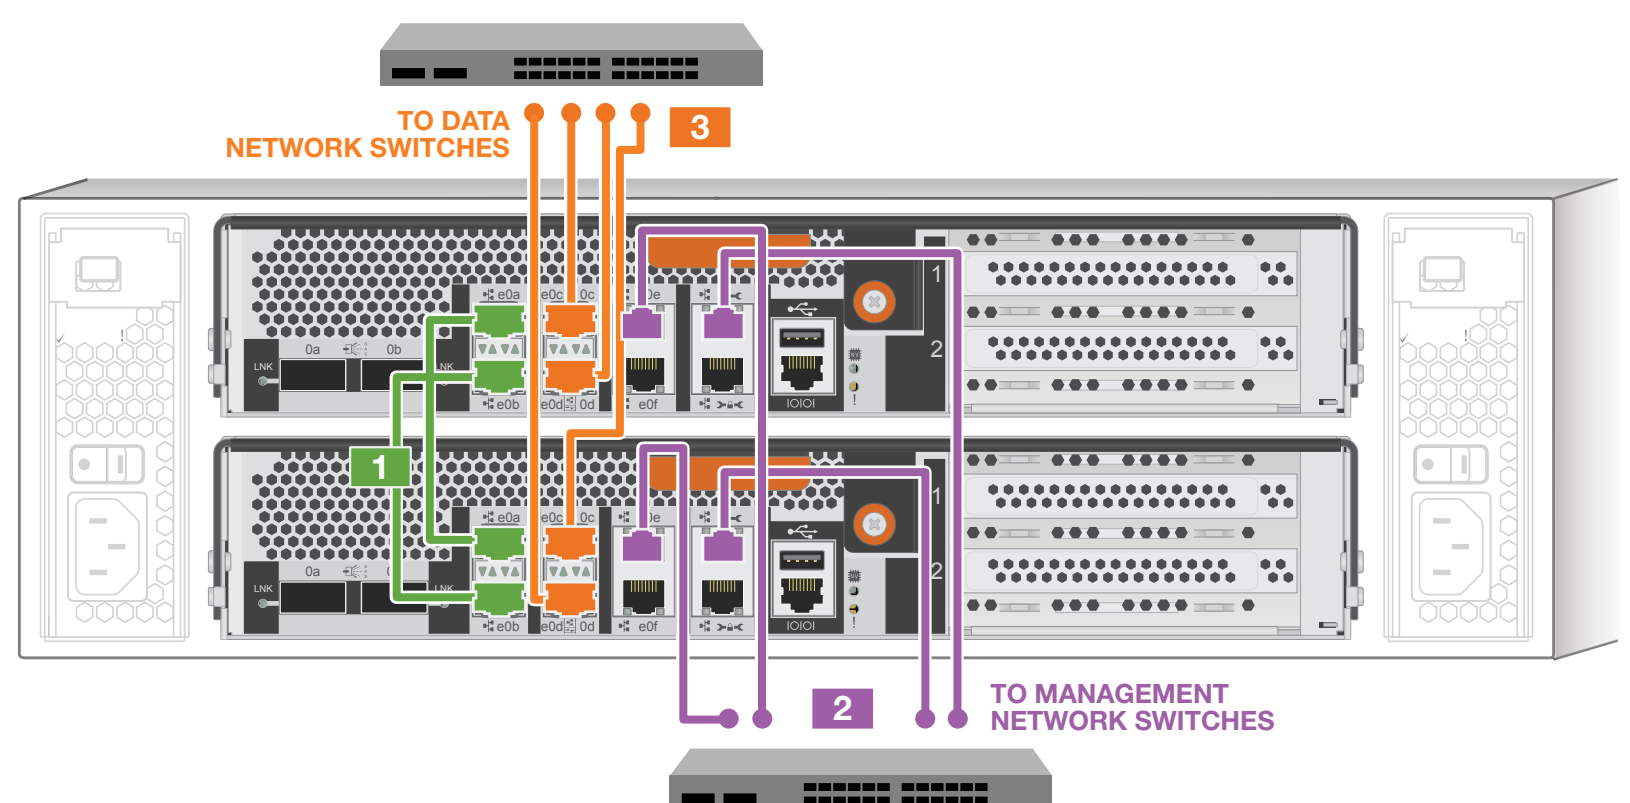 TO DATA
NETWORK SWITCHES
3
e0a
e0c
0c
0e
1
0a
0b
LNK
LNK
2
e0b
e0d
0d
e0f
IOIOI
!
!
!
1
e0a
e0c
0c
0e
1
0a
LNK
LNK
2
e0b
e0d
0d
e0f
IOIOI
!
2
TO MANAGEMENT
NETWORK SWITCHES